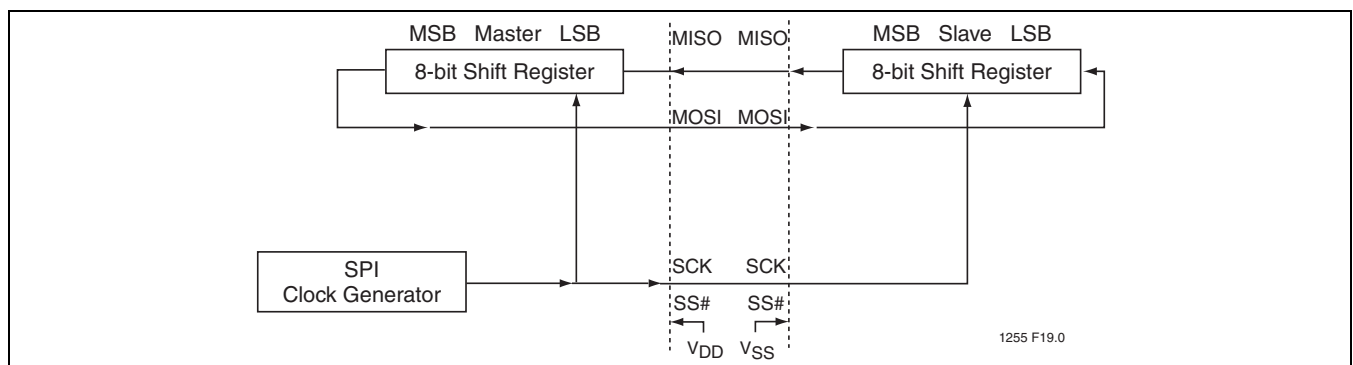 MSB Master LSB
MISO MISO
MSB Slave LSB
8-bit Shift Register
8-bit Shift Register
MOSI MOSI
SPI
Clock Generator
SCK SCK
SS# SS#
VDD VSS
1255 F19.0